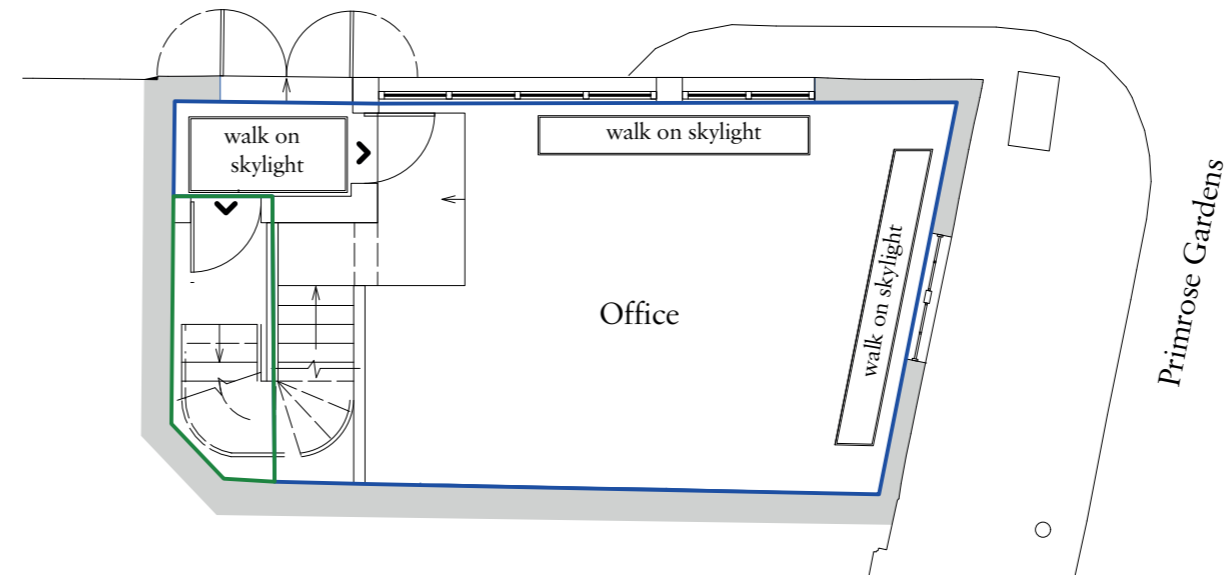 walk on
skylight
walk on skylight
walk on skylight
Office
Primrose Gardens